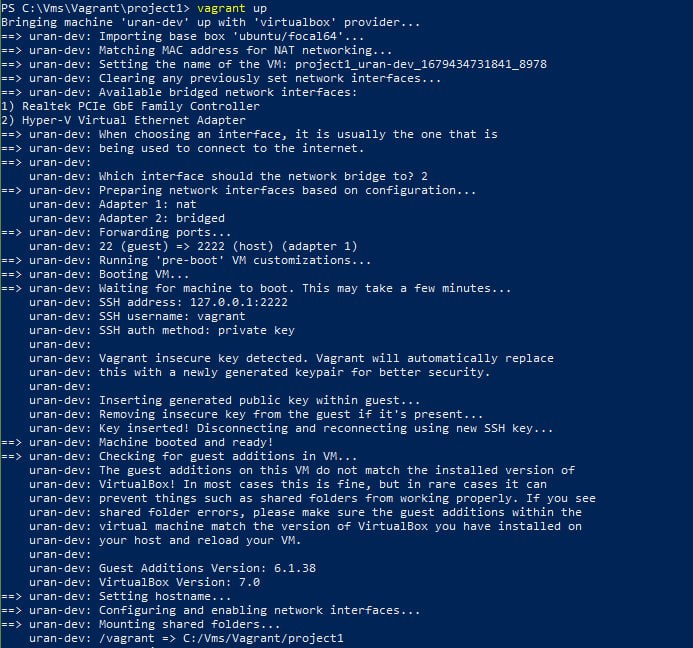 PS C:\Vms\Vagrant\project1> vagrant up
Bringing machine 'uran-dev' up with 'virtualbox' provider...
==> uran-dev: Importing base box 'ubuntu/focal64'...
==> uran-dev: Matching MAC address for NAT networking...
==> uran-dev: Setting the name of the VM: project1_uran-dev_1679434731841_8978
==> uran-dev: Clearing any previously set network interfaces...
==> uran-dev: Available bridged network interfaces:
1) Realtek PCIe GbE Family Controller
2) Hyper-V Virtual Ethernet Adapter
==> uran-dev: When choosing an interface, it is usually the one that is
==> uran-dev: being used to connect to the internet.
==> uran-dev:
    uran-dev: Which interface should the network bridge to? 2
==> uran-dev: Preparing network interfaces based on configuration...
    uran-dev: Adapter 1: nat
    uran-dev: Adapter 2: bridged
==> uran-dev: Forwarding ports...
    uran-dev: 22 (guest) => 2222 (host) (adapter 1)
==> uran-dev: Running 'pre-boot' VM customizations...
==> uran-dev: Booting VM...
==> uran-dev: Waiting for machine to boot. This may take a few minutes...
    uran-dev: SSH address: 127.0.0.1:2222
    uran-dev: SSH username: vagrant
    uran-dev: SSH auth method: private key
    uran-dev:
    uran-dev: Vagrant insecure key detected. Vagrant will automatically replace
    uran-dev: this with a newly generated keypair for better security.
    uran-dev:
    uran-dev: Inserting generated public key within guest...
    uran-dev: Removing insecure key from the guest if it's present...
    uran-dev: Key inserted! Disconnecting and reconnecting using new SSH key...
==> uran-dev: Machine booted and ready!
==> uran-dev: Checking for guest additions in VM...
    uran-dev: The guest additions on this VM do not match the installed version of
    uran-dev: VirtualBox! In most cases this is fine, but in rare cases it can
    uran-dev: prevent things such as shared folders from working properly. If you see
    uran-dev: shared folder errors, please make sure the guest additions within the
    uran-dev: virtual machine match the version of VirtualBox you have installed on
    uran-dev: your host and reload your VM.
    uran-dev:
    uran-dev: Guest Additions Version: 6.1.38
    uran-dev: VirtualBox Version: 7.0
==> uran-dev: Setting hostname...
==> uran-dev: Configuring and enabling network interfaces...
==> uran-dev: Mounting shared folders...
    uran-dev: /vagrant => C:/Vms/Vagrant/project1